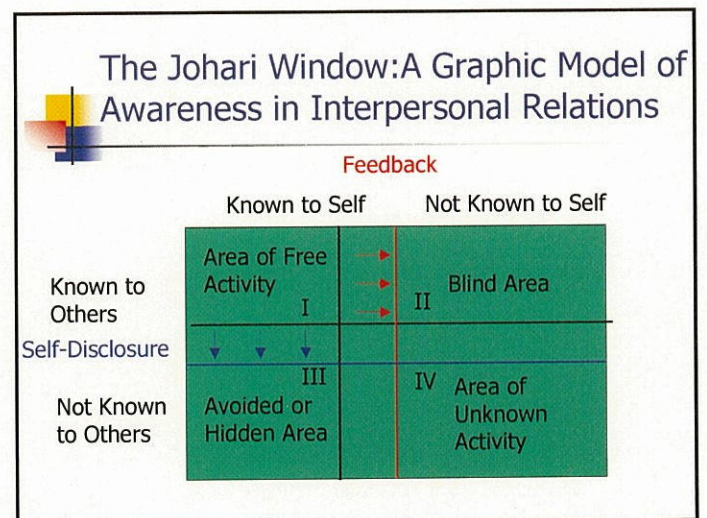 The Johari Window:A Graphic Model of
Awareness in Interpersonal Relations
Feedback
Known to Self
Not Known to Self
Known to
Others
Area of Free
Activity
I
II
Blind Area
Self-Disclosure
Not Known
to Others
III
Avoided or
Hidden Area
IV
Area of
Unknown
Activity